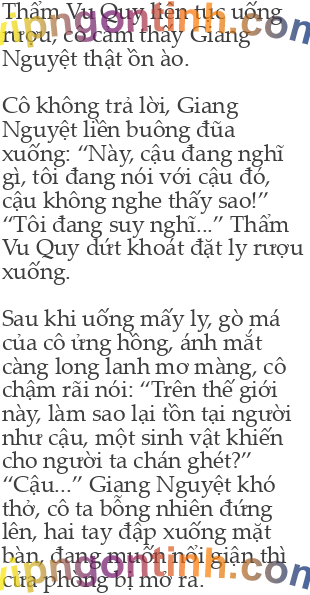 Thẩm Vu Quy liên tục uống
rượu, cô cảm thấy Giang
Nguyệt thật ồn ào.
Cô không trả lời, Giang
Nguyệt liền buông đũa
xuống: “Này, cậu đang nghĩ
gì, tôi đang nói với cậu đó,
cậu không nghe thấy sao!”
“Tôi đang suy nghĩ...” Thẩm
Vu Quy dứt khoát đặt ly rượu
xuống.
Sau khi uống mấy ly, gò má
của cô ửng hồng, ánh mắt
càng long lanh mơ màng, cô
chậm rãi nói: “Trên thế giới
này, làm sao lại tồn tại người
như cậu, một sinh vật khiến
cho người ta chán ghét?”
“Cậu...” Giang Nguyệt khó
thở, cô ta bỗng nhiên đứng
lên, hai tay đập xuống mặt
bàn, đang muốn nổi giận thì
cửa phòng bị mở ra.
vipngontinh.com
vipngontinh.com